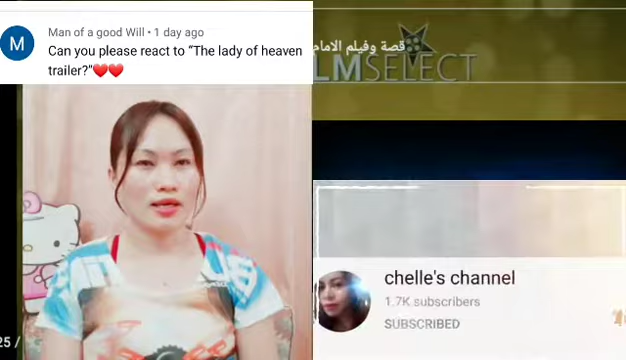 M
Man of a good Will • 1 day ago
Can you please react to “The lady of heaven
trailer?"❤️❤️
قصة وفيلم الامام
LMSELECT
chelle's channel
1.7K subscribers
SUBSCRIBED
25 /